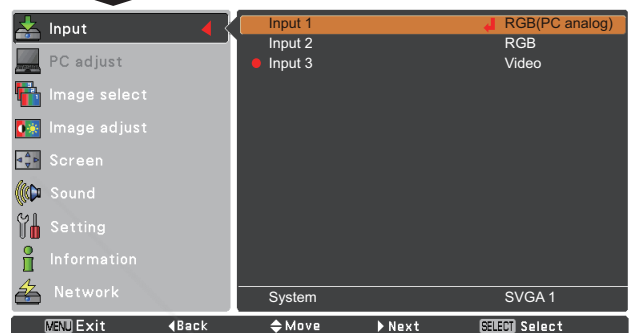 Input
PC adjust
Image select
Image adjust
Screen
Sound
Setting
Information
Network
Input 1 RGB(PC analog)
Input 2 RGB
Input 3 Video
System SVGA 1
MENU Exit Back Move Next SELECT Select